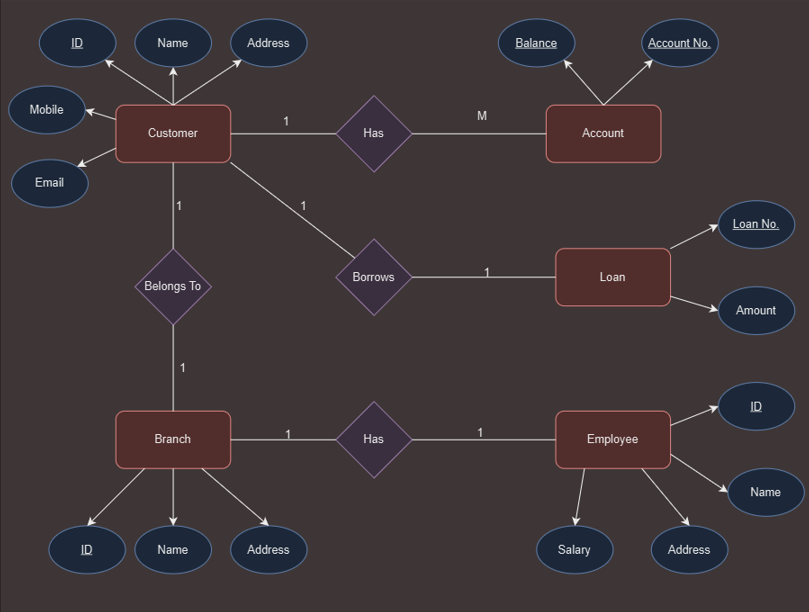 ID
Name
Address
Balance
Account No.
Mobile
Customer
1
Has
M
Account
Email
1
1
Loan No.
Belongs To
Borrows
1
Loan
Amount
1
ID
Branch
1
Has
1
Employee
Name
ID
Name
Address
Salary
Address